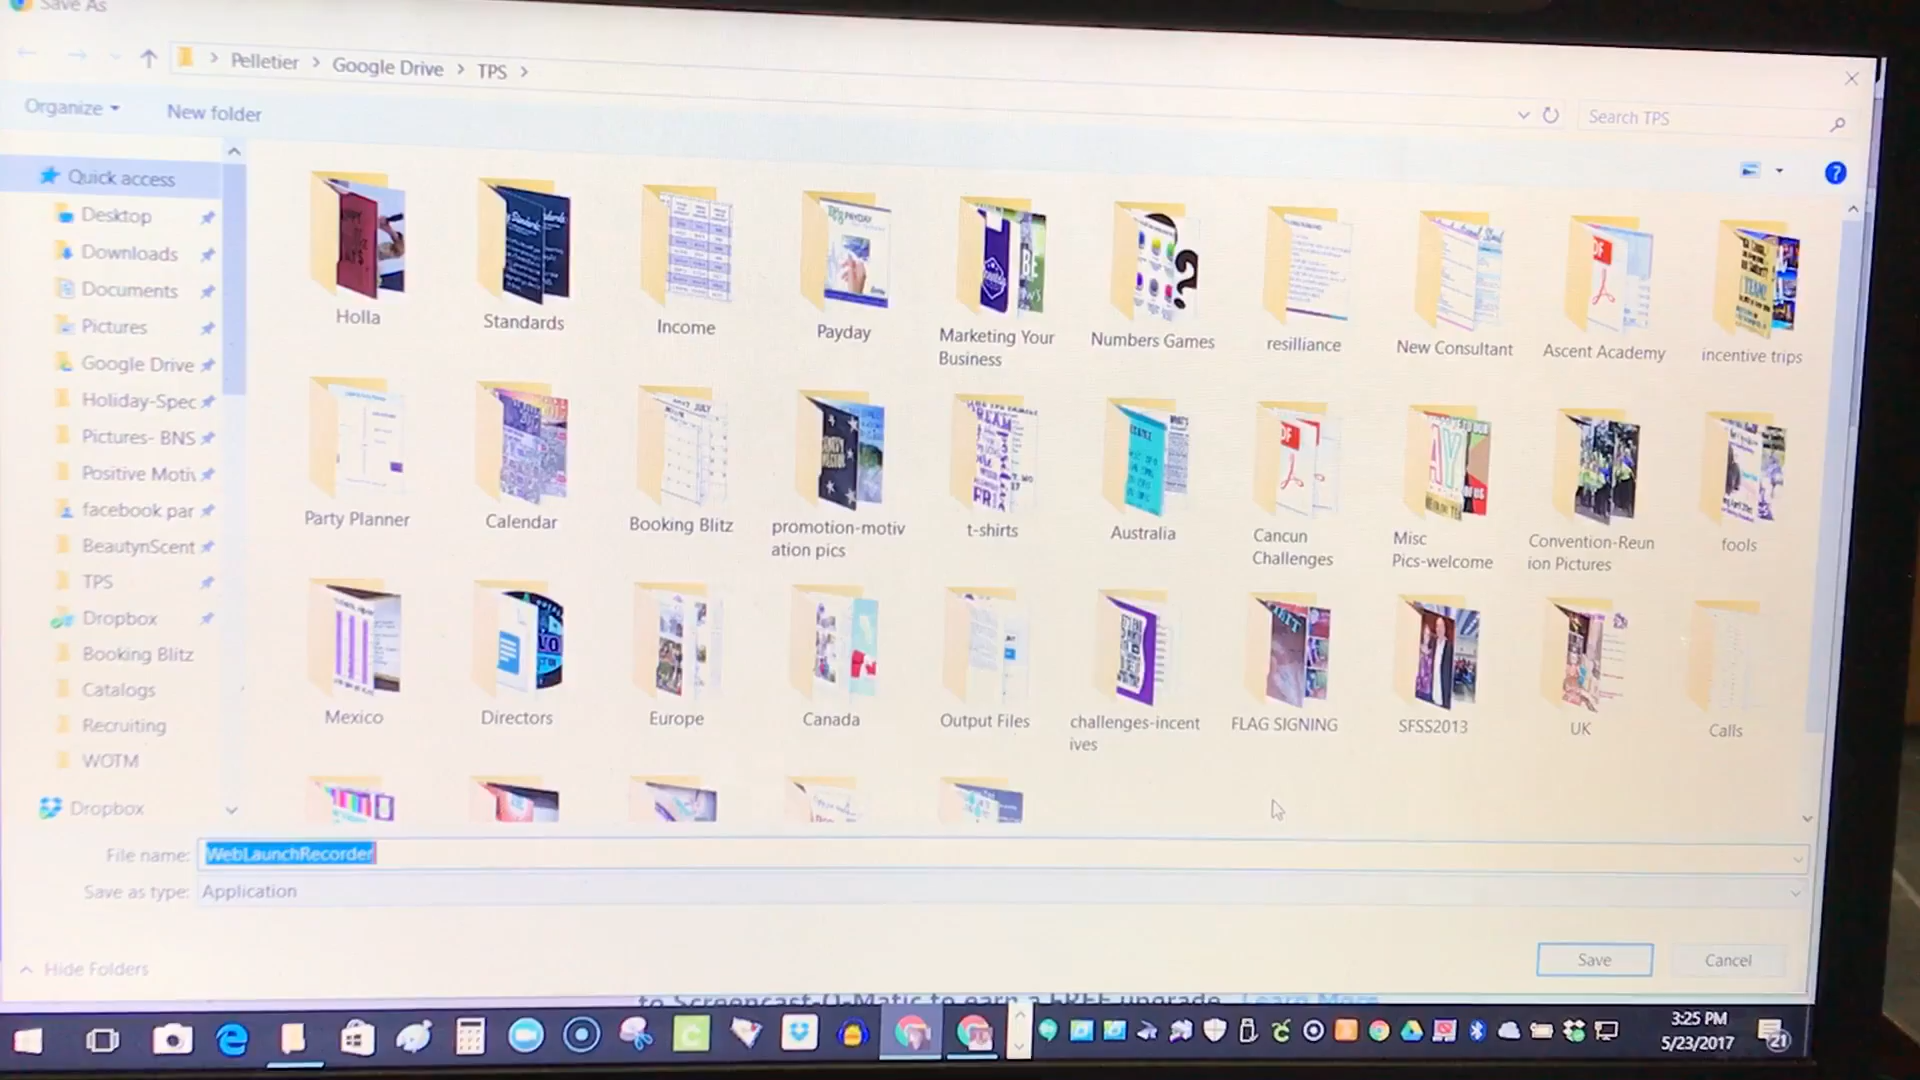 Save As
Pelletier > Google Drive > TPS >
Search TPS
Organize
New folder
Quick access
Desktop
Downloads
Documents
Pictures
Google Drive
Holiday-Spec
Pictures- BNS
Positive Motiv
facebook par
BeautynScent
TPS
Dropbox
Booking Blitz
Catalogs
Recruiting
WOTM
Dropbox
Holla
Standards
Income
Payday
Marketing Your
Business
Numbers Games
resilliance
New Consultant
Ascent Academy
incentive trips
Party Planner
Calendar
Booking Blitz
promotion-motiv
ation pics
t-shirts
Australia
Cancun
Challenges
Misc
Pics-welcome
Convention-Reun
ion Pictures
fools
Mexico
Directors
Europe
Canada
Output Files
challenges-incent
ives
FLAG SIGNING
SFSS2013
UK
Calls
File name: WebLaunchRecorder
Save as type: Application
Hide Folders
Save
Cancel
to Screencast-O-Matic to earn a FREE upgrade. Learn More
3:25 PM
5/23/2017
21